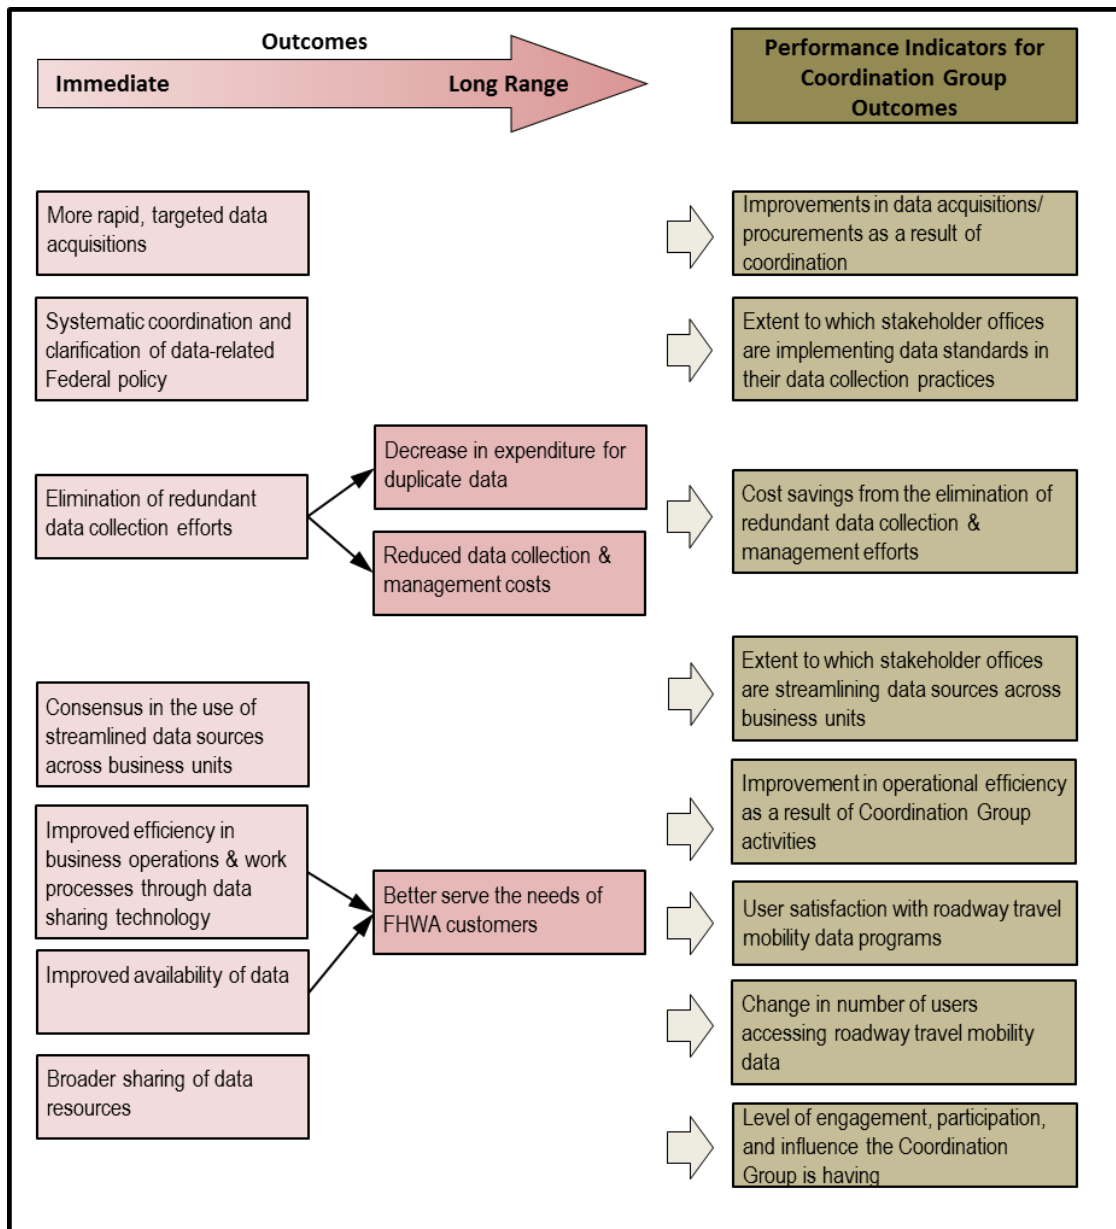 Outcomes
Immediate
Long Range
Performance Indicators for
Coordination Group
Outcomes
More rapid, targeted data
acquisitions
Improvements in data acquisitions/
procurements as a result of
coordination
Systematic coordination and
clarification of data-related
Federal policy
Extent to which stakeholder offices
are implementing data standards in
their data collection practices
Elimination of redundant
data collection efforts
Decrease in expenditure for
duplicate data
Reduced data collection &
management costs
Cost savings from the elimination of
redundant data collection &
management efforts
Consensus in the use of
streamlined data sources
across business units
Extent to which stakeholder offices
are streamlining data sources across
business units
Improved efficiency in
business operations & work
processes through data
sharing technology
Improvement in operational efficiency
as a result of Coordination Group
activities
Better serve the needs of
FHWA customers
User satisfaction with roadway travel
mobility data programs
Improved availability of data
Change in number of users
accessing roadway travel mobility
data
Broader sharing of data
resources
Level of engagement, participation,
and influence the Coordination
Group is having